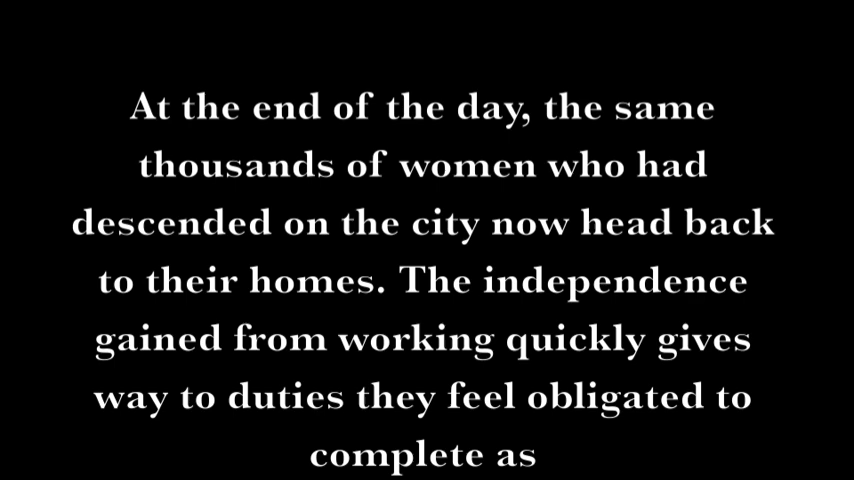 At the end of the day, the same
thousands of women who had
descended on the city now head back
to their homes. The independence
gained from working quickly gives
way to duties they feel obligated to
complete as